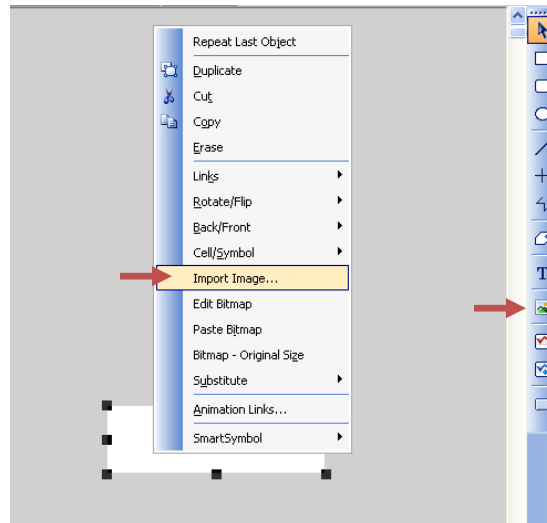 Repeat Last Object
Duplicate
Cut
Copy
Erase
Links
Rotate/Flip
Back/Front
Cell/Symbol
Import Image...
Edit Bitmap
Paste Bitmap
Bitmap - Original Size
Substitute
Animation Links...
SmartSymbol
T